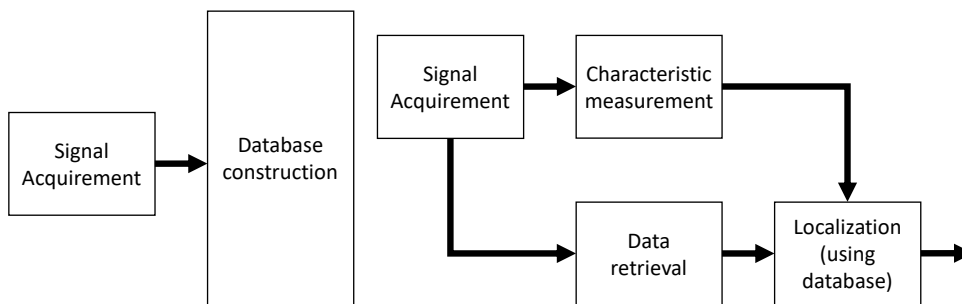 Signal
Acquirement
Database
construction
Signal
Acquirement
Characteristic
measurement
Data
retrieval
Localization
(using
database)